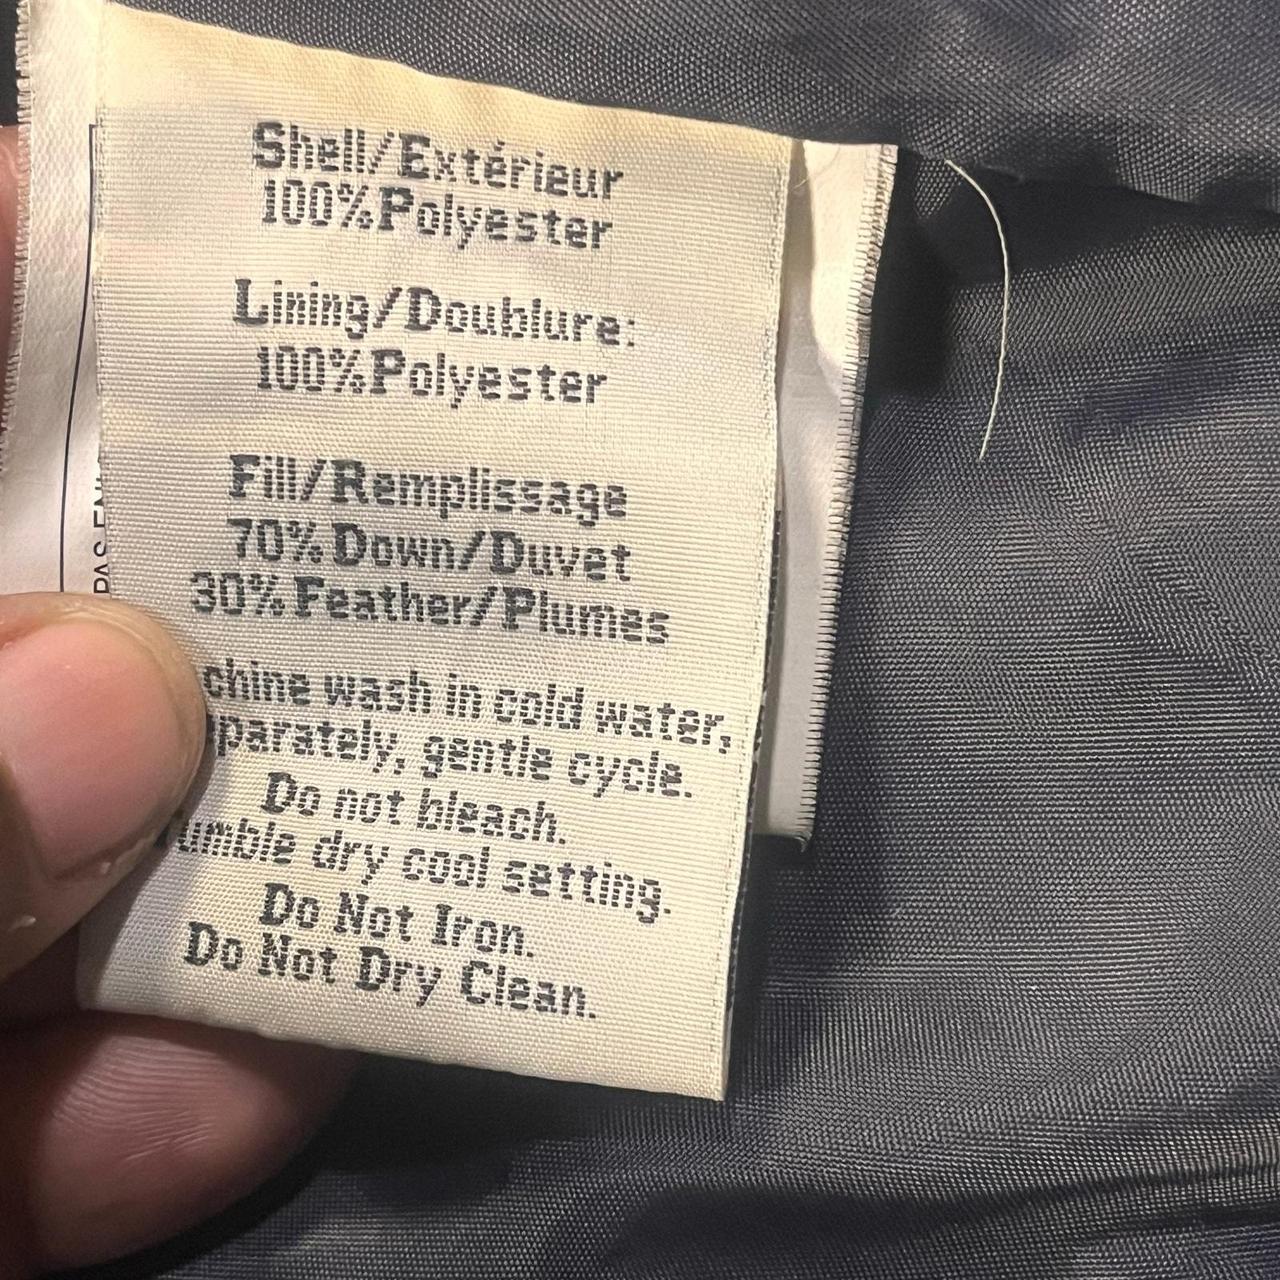 Shell/Extérieur
100%Polyester
Lining/Doublure:
100%Polyester
Fill/Remplissage
70%Down/Duvet
30%Feather/Plumes
chine wash in cold water,
parately, gentle cycle.
Do not bleach.
umble dry cool setting.
Do Not Iron.
Do Not Dry Clean.
PAS EN